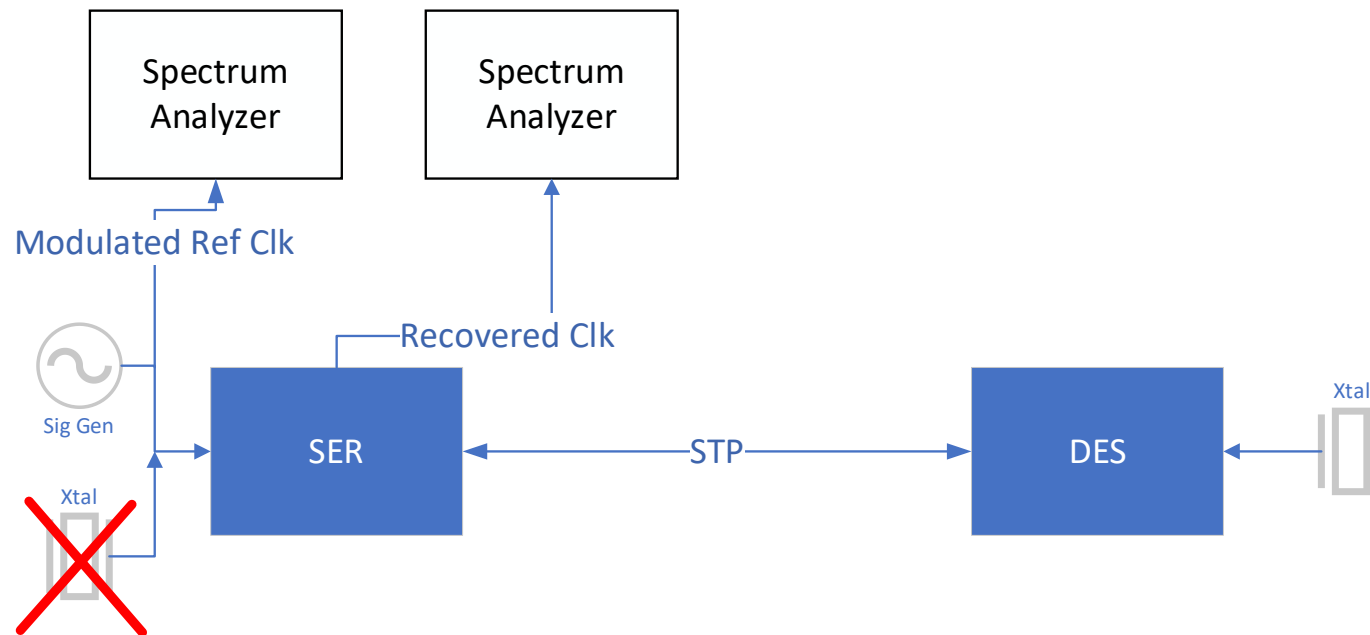 Spectrum
Analyzer
Spectrum
Analyzer
Modulated Ref Clk
Recovered Clk
Sig Gen
Xtal
SER
STP
DES
Xtal